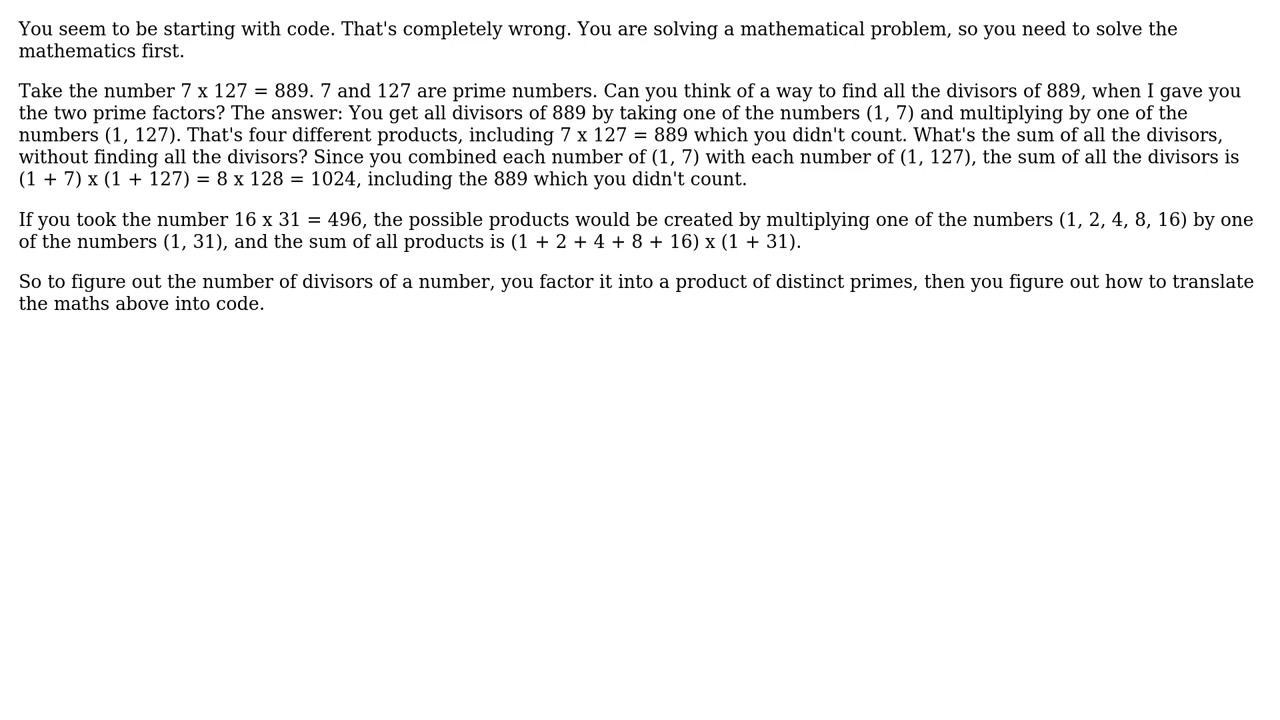 You seem to be starting with code. That's completely wrong. You are solving a mathematical problem, so you need to solve the
mathematics first.
Take the number 7 x 127 = 889. 7 and 127 are prime numbers. Can you think of a way to find all the divisors of 889, when I gave you
the two prime factors? The answer: You get all divisors of 889 by taking one of the numbers (1, 7) and multiplying by one of the
numbers (1, 127). That's four different products, including 7 x 127 = 889 which you didn't count. What's the sum of all the divisors,
without finding all the divisors? Since you combined each number of (1, 7) with each number of (1, 127), the sum of all the divisors is
(1 + 7) x (1 + 127) = 8 x 128 = 1024, including the 889 which you didn't count.
If you took the number 16 x 31 = 496, the possible products would be created by multiplying one of the numbers (1, 2, 4, 8, 16) by one
of the numbers (1, 31), and the sum of all products is (1 + 2 + 4 + 8 + 16) x (1 + 31).
So to figure out the number of divisors of a number, you factor it into a product of distinct primes, then you figure out how to translate
the maths above into code.